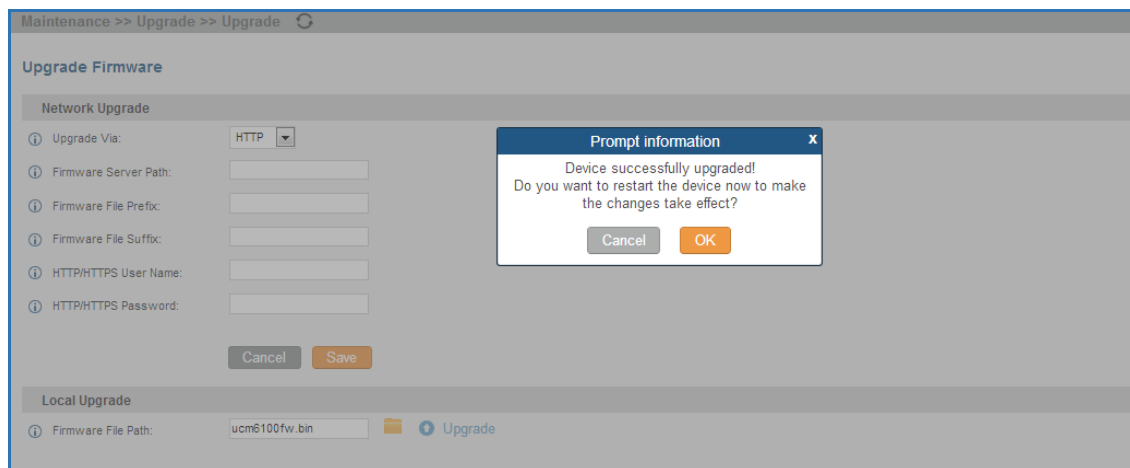 Maintenance >> Upgrade >> Upgrade
Upgrade Firmware
Network Upgrade
Upgrade Via:
HTTP
Firmware Server Path:
Firmware File Prefix:
Firmware File Suffix:
HTTP/HTTPS User Name:
HTTP/HTTPS Password:
Cancel Save
Local Upgrade
Firmware File Path:
ucm6100fw.bin
Upgrade
Prompt information x
Device successfully upgraded!
Do you want to restart the device now to make
the changes take effect?
Cancel OK